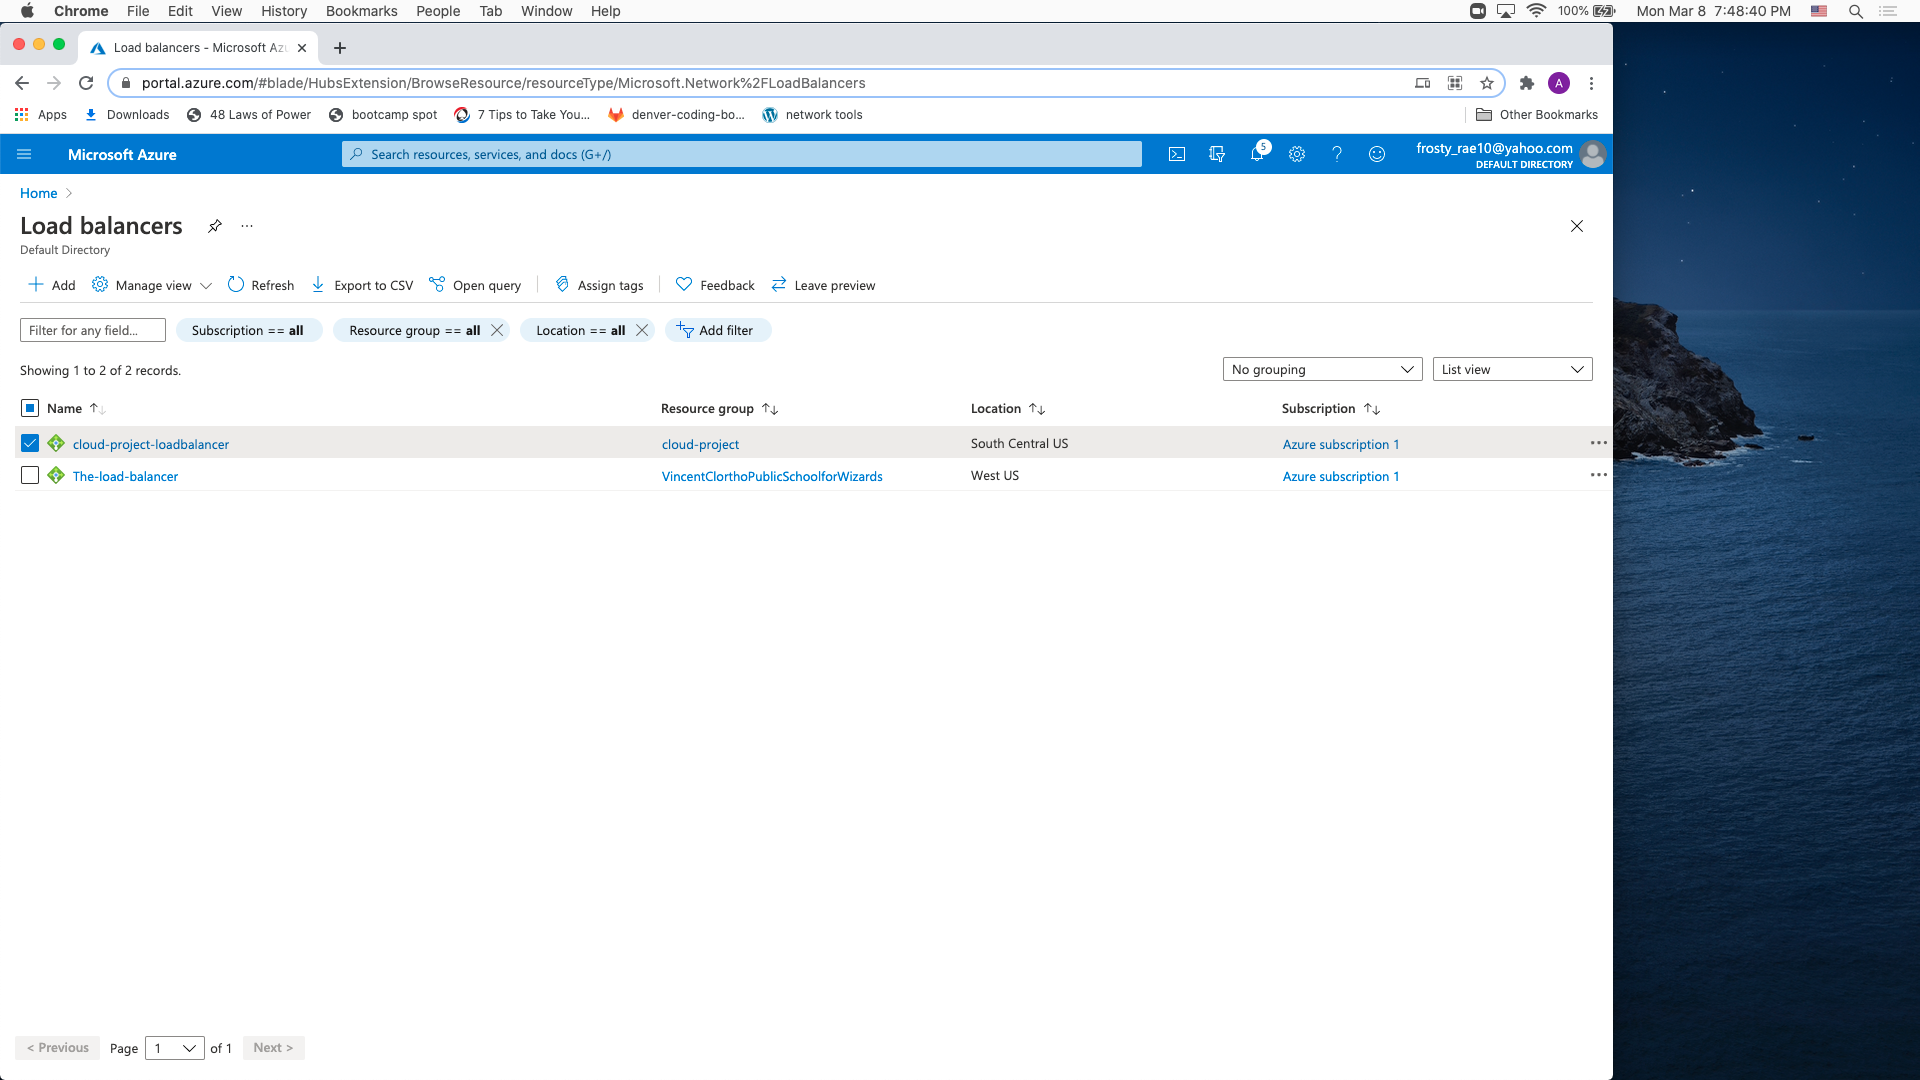 Chrome File Edit View History Bookmarks People Tab Window Help 100% Mon Mar 8 7:48:40 PM
Load balancers - Microsoft Azu
portal.azure.com/#blade/HubsExtension/BrowseResource/resourceType/Microsoft.Network%2FLoadBalancers A
Apps Downloads 48 Laws of Power bootcamp spot 7 Tips to Take You... denver-coding-bo... network tools Other Bookmarks
Microsoft Azure Search resources, services, and docs (G+/) 5 frosty_rae10@yahoo.com
DEFAULT DIRECTORY
Home >
Load balancers ...
Default Directory
Add Manage view Refresh Export to CSV Open query Assign tags Feedback Leave preview
Filter for any field... Subscription == all Resource group == all Location == all Add filter
Showing 1 to 2 of 2 records. No grouping List view
Name Resource group Location Subscription
cloud-project-loadbalancer cloud-project South Central US Azure subscription 1 ...
The-load-balancer VincentClorthoPublicSchoolforWizards West US Azure subscription 1 ...
< Previous Page 1 of 1 Next >